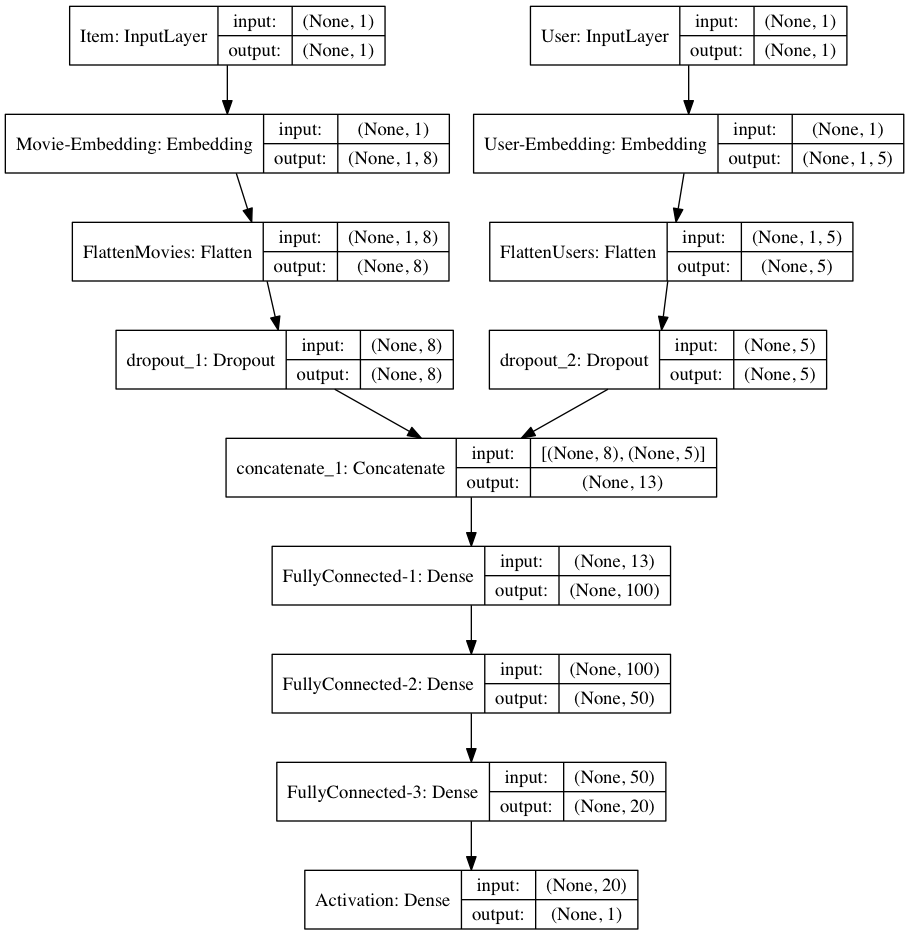 Item: InputLayer
input: (None, 1)
output: (None, 1)
User: InputLayer
input: (None, 1)
output: (None, 1)
Movie-Embedding: Embedding
input: (None, 1)
output: (None, 1, 8)
User-Embedding: Embedding
input: (None, 1)
output: (None, 1, 5)
FlattenMovies: Flatten
input: (None, 1, 8)
output: (None, 8)
FlattenUsers: Flatten
input: (None, 1, 5)
output: (None, 5)
dropout_1: Dropout
input: (None, 8)
output: (None, 8)
dropout_2: Dropout
input: (None, 5)
output: (None, 5)
concatenate_1: Concatenate
input: [(None, 8), (None, 5)]
output: (None, 13)
FullyConnected-1: Dense
input: (None, 13)
output: (None, 100)
FullyConnected-2: Dense
input: (None, 100)
output: (None, 50)
FullyConnected-3: Dense
input: (None, 50)
output: (None, 20)
Activation: Dense
input: (None, 20)
output: (None, 1)